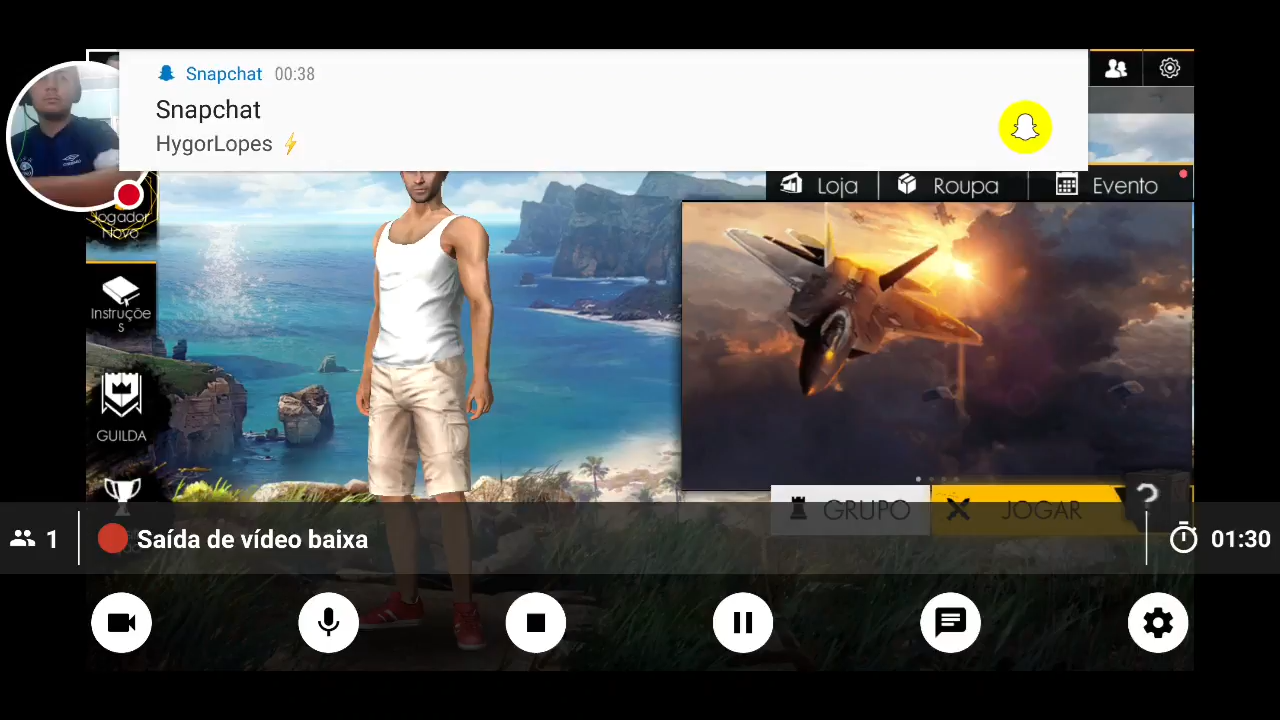 Snapchat 00:38
Snapchat
HygorLopes ⚡
Loja
Roupa
Evento
Jogador
Novo
Instruçõe
s
GUILDA
GRUPO
JOGAR
?
1
Saída de vídeo baixa
01:30